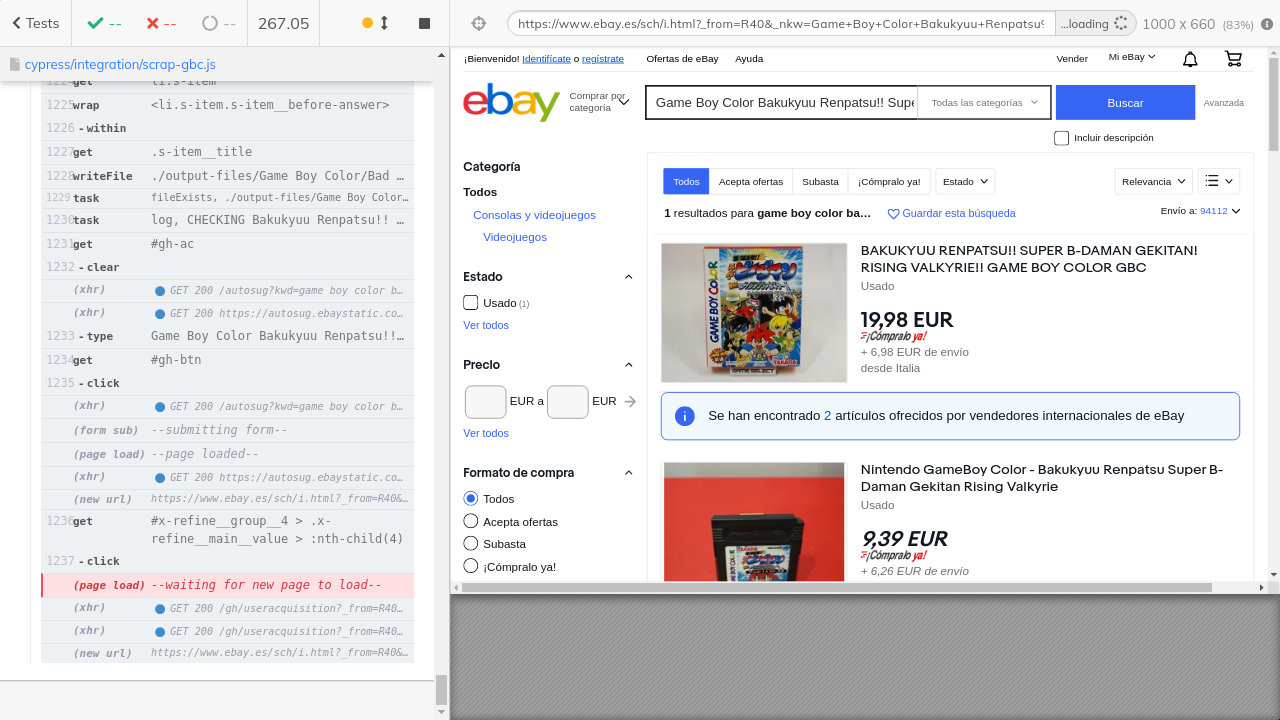 Tests
--
--
--
267.05
https://www.ebay.es/sch/i.html?_from=R40&_nkw=Game+Boy+Color+Bakukyuu+Renpatsu%
...loading
1000 x 660 (83%)
cypress/integration/scrap-gbc.js
get li.s-item
1225 wrap <li.s-item.s-item__before-answer>
1226 - within
1227 get .s-item__title
1228 writeFile ./output-files/Game Boy Color/Bad ...
1229 task fileExists, ./output-files/Game Boy Color...
1230 task log, CHECKING Bakukyuu Renpatsu!! ...
1231 get #gh-ac
1232 - clear
(xhr) GET 200 /autosug?kwd=game boy color b...
(xhr) GET 200 https://autosug.ebaystatic.co...
1233 - type Game Boy color Bakukyuu Renpatsu!!...
1234 get #gh-btn
1235 - click
(xhr) GET 200 /autosug?kwd=game boy color b...
(form sub) --submitting form--
(page load) --page loaded--
(xhr) GET 200 https://autosug.ebaystatic.co...
(new url) https://www.ebay.es/sch/i.html?_from=R40&...
1236 get #x-refine__group__4 > .x-
refine__main__value > :nth-child(4)
1237 - click
(page load) --waiting for new page to load--
(xhr) GET 200 /gh/useracquisition?_from=R40...
(xhr) GET 200 /gh/useracquisition?_from=R40...
(new url) https://www.ebay.es/sch/i.html?_from=R40&...
¡Bienvenido! Identifícate o regístrate
Ofertas de eBay
Ayuda
Vender
Mi eBay
ebay
Comprar por
categoría
Game Boy Color Bakukyuu Renpatsu!! Supe
Todas las categorías
Buscar
Avanzada
Incluir descripción
Categoría
Todos
Consolas y videojuegos
Videojuegos
Estado
Usado (1)
Ver todos
Precio
EUR a
EUR
Ver todos
Formato de compra
Todos
Acepta ofertas
Subasta
¡Cómpralo ya!
Todos
Acepta ofertas
Subasta
¡Cómpralo ya!
Estado
Relevancia
1 resultados para game boy color ba...
Guardar esta búsqueda
Envío a: 94112
GAME BOY COLOR
TAKARA
BAKUKYUU RENPATSU!! SUPER B-DAMAN GEKITAN!
RISING VALKYRIE!! GAME BOY COLOR GBC
Usado
19,98 EUR
¡Cómpralo ya!
+ 6,98 EUR de envío
desde Italia
Se han encontrado 2 artículos ofrecidos por vendedores internacionales de eBay
Nintendo GameBoy Color - Bakukyuu Renpatsu Super B-
Daman Gekitan Rising Valkyrie
Usado
9,39 EUR
¡Cómpralo ya!
+ 6,26 EUR de envío